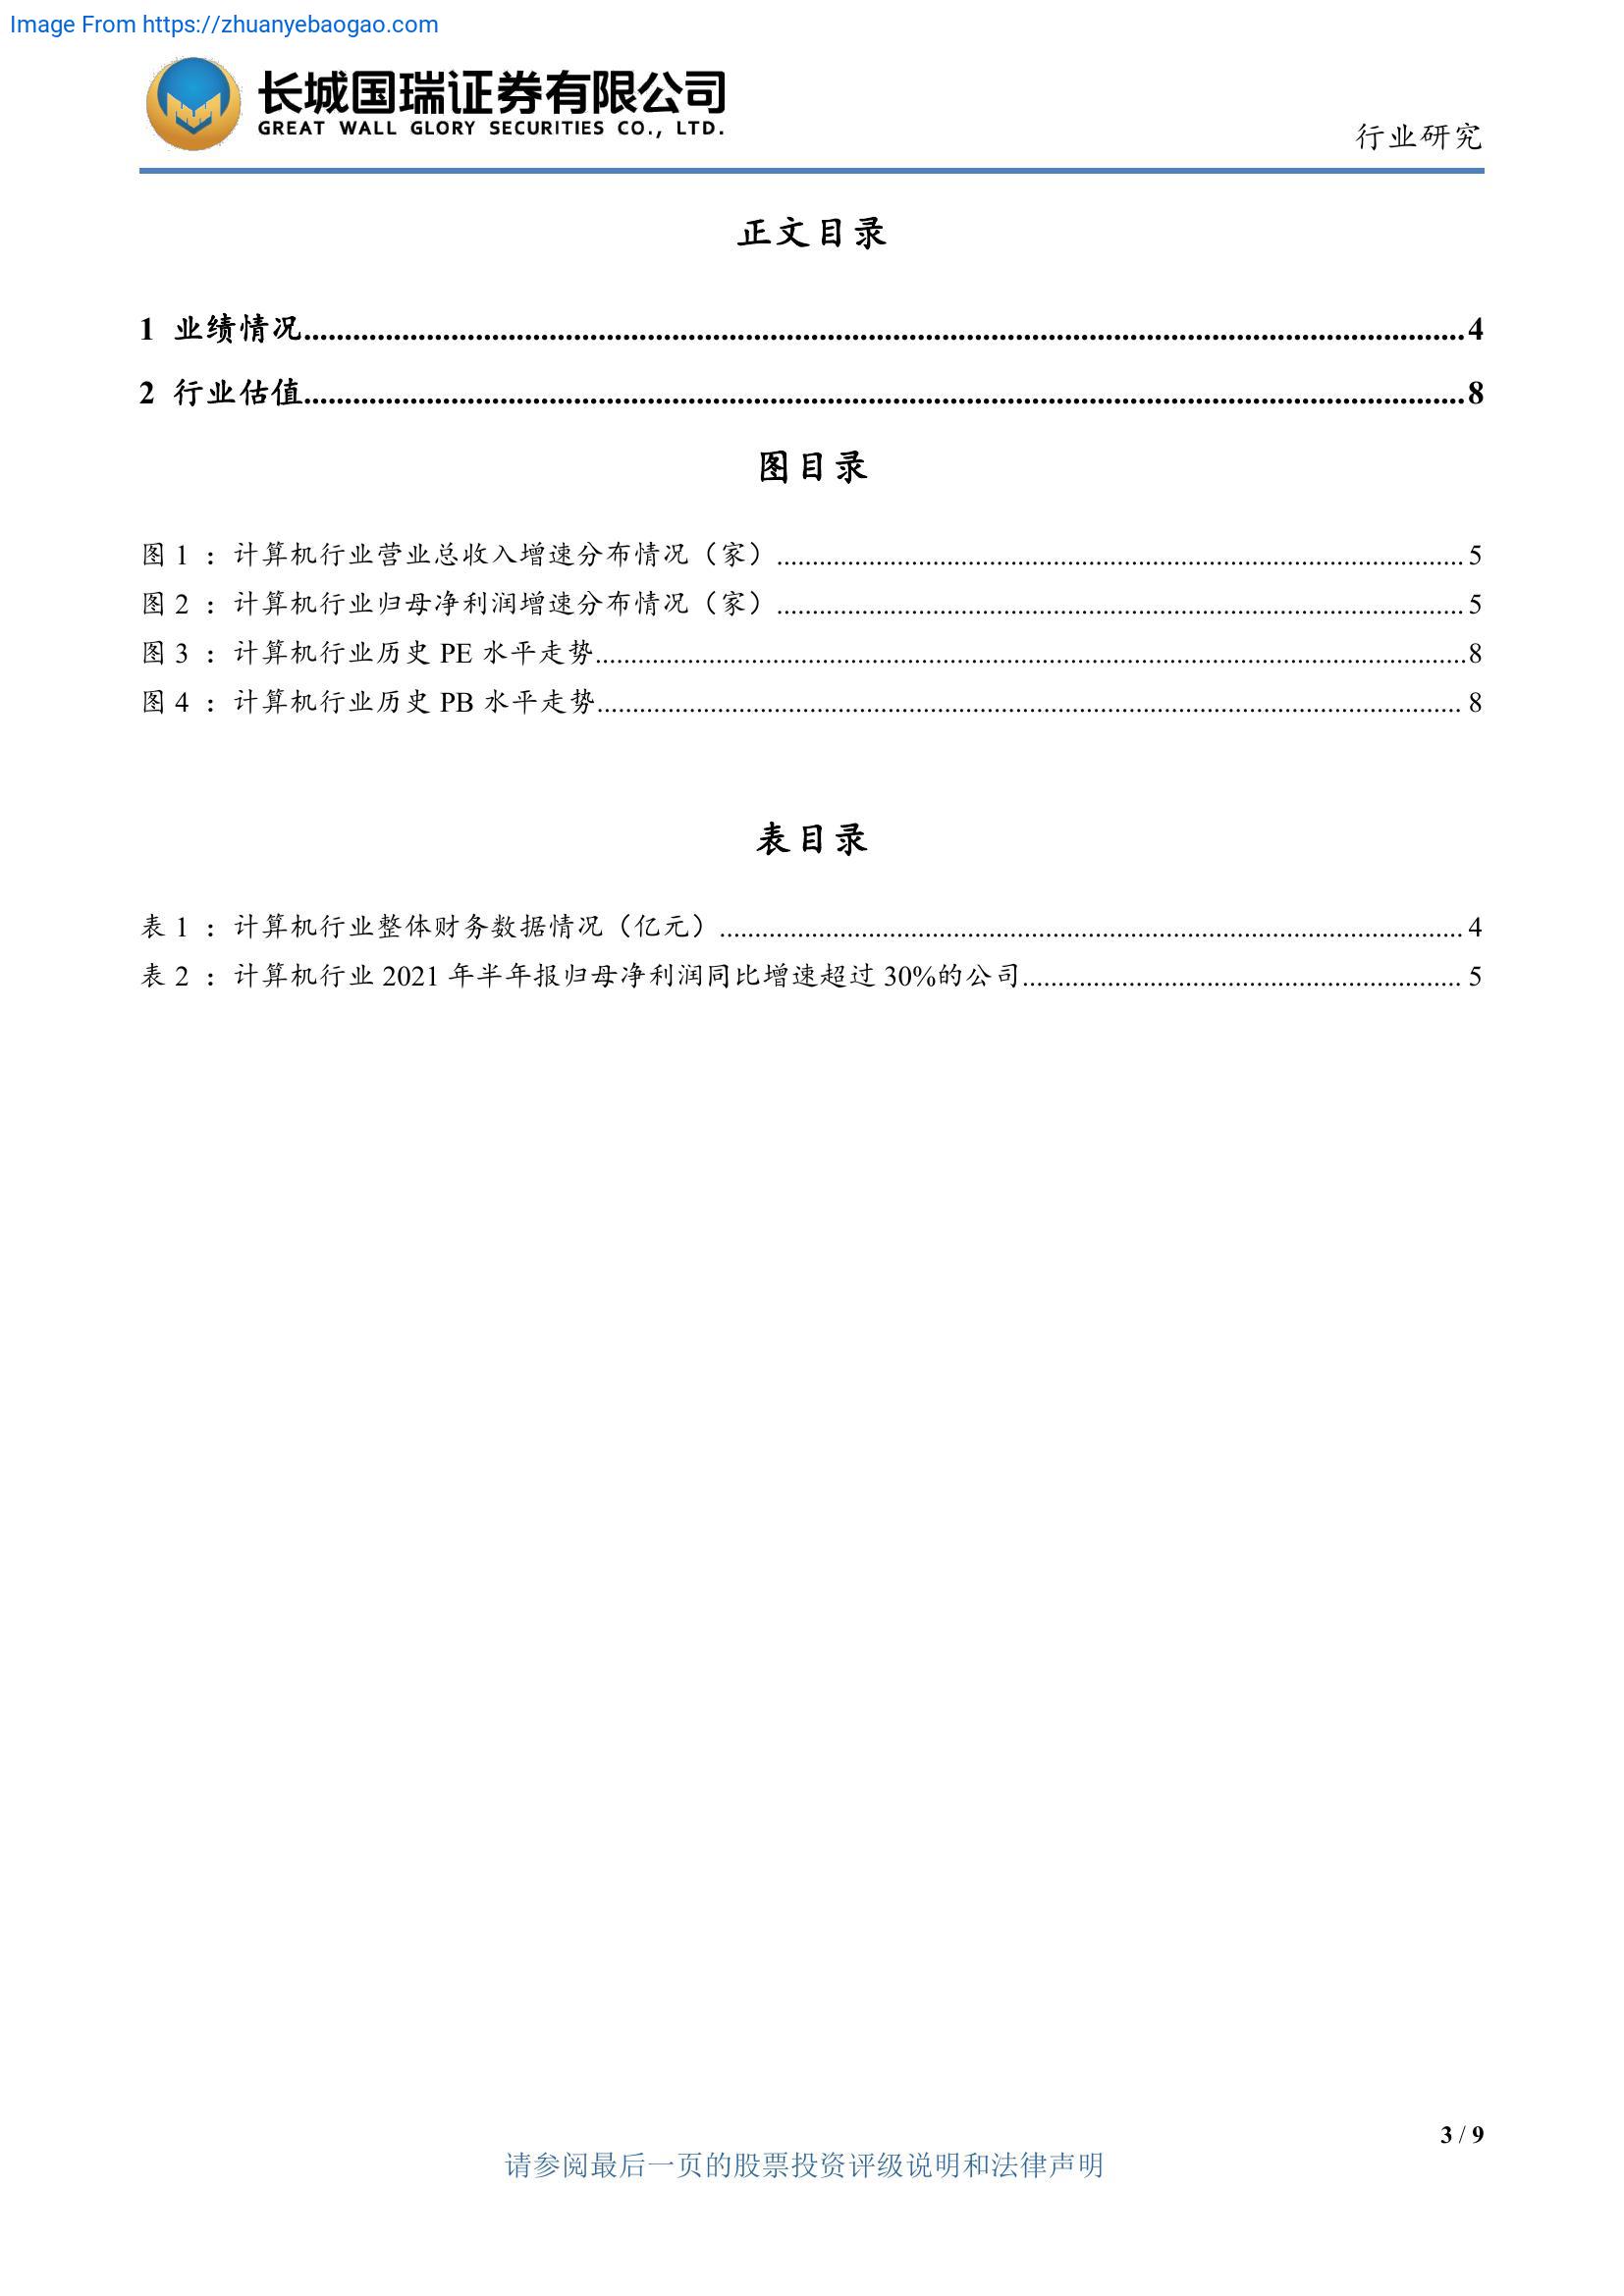 Image From https://zhuanyebaogao.com
长城国瑞证券有限公司
GREAT WALL GLORY SECURITIES CO., LTD.
行业研究
正文目录
1 业绩情况........................................4
2 行业估值........................................8
图目录
图 1 ：计算机行业营业总收入增速分布情况（家）........................................ 5
图 2 ：计算机行业归母净利润增速分布情况（家）........................................ 5
图 3 ：计算机行业历史 PE 水平走势........................................8
图 4 ：计算机行业历史 PB 水平走势........................................ 8
表目录
表 1 ：计算机行业整体财务数据情况（亿元）........................................ 4
表 2 ：计算机行业 2021 年半年报归母净利润同比增速超过 30%的公司........................................ 5
3 / 9
请参阅最后一页的股票投资评级说明和法律声明